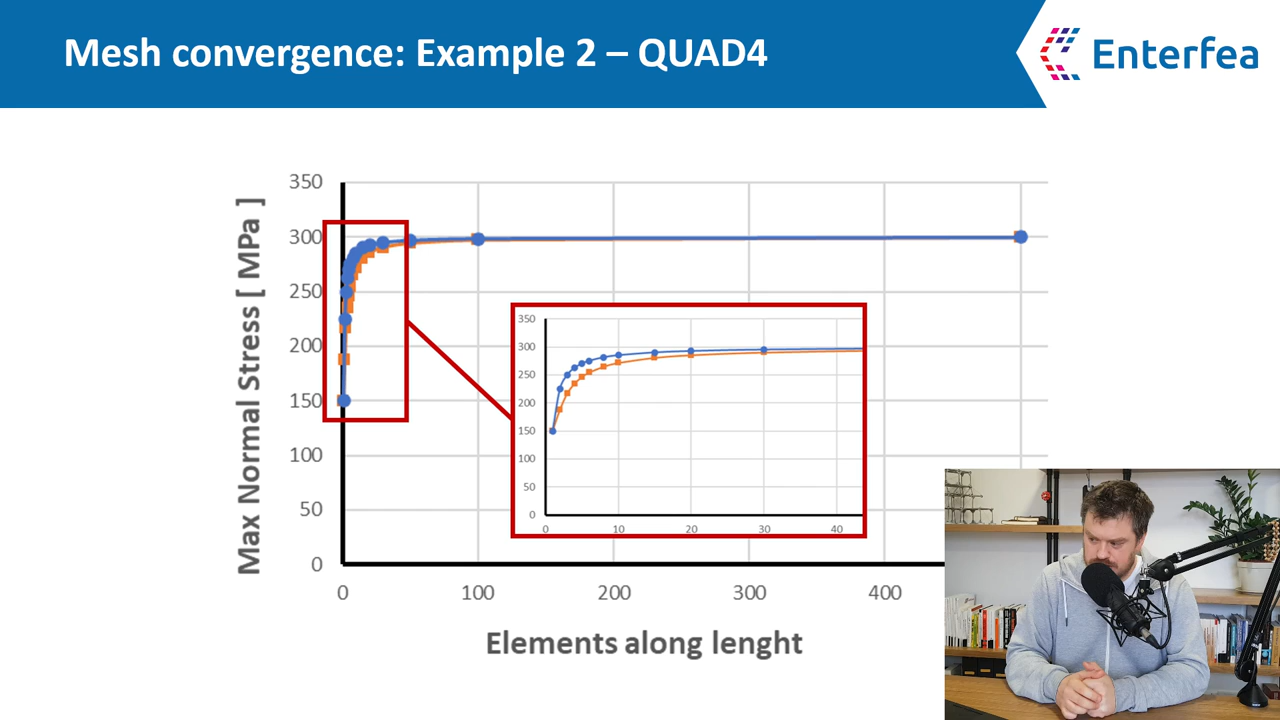 Mesh convergence: Example 2 – QUAD4
Enterfea
Max Normal Stress [ MPa ]
350
300
250
200
150
100
50
0
0 100 200 300 400
Elements along lenght
350
300
250
200
150
100
50
0
0 10 20 30 40